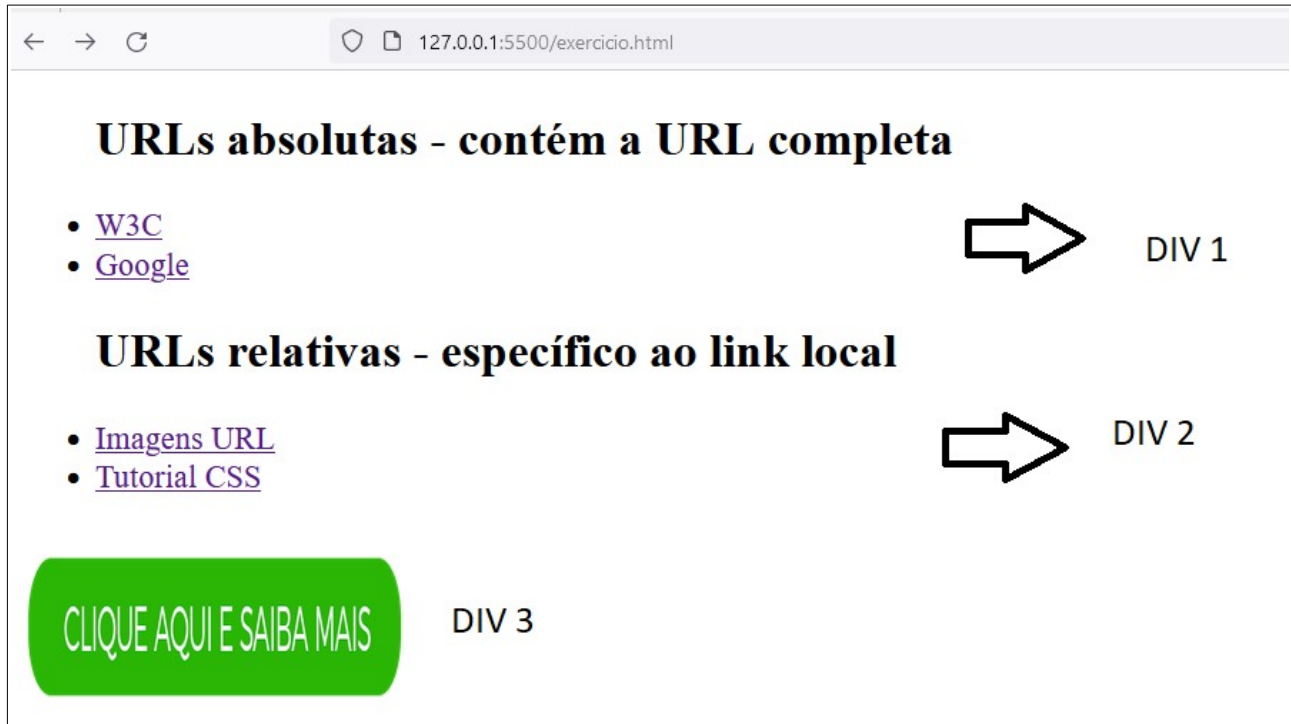 127.0.0.1:5500/exercicio.html
URLs absolutas - contém a URL completa
W3C
Google
DIV 1
URLs relativas - específico ao link local
Imagens URL
Tutorial CSS
DIV 2
CLIQUE AQUI E SAIBA MAIS
DIV 3